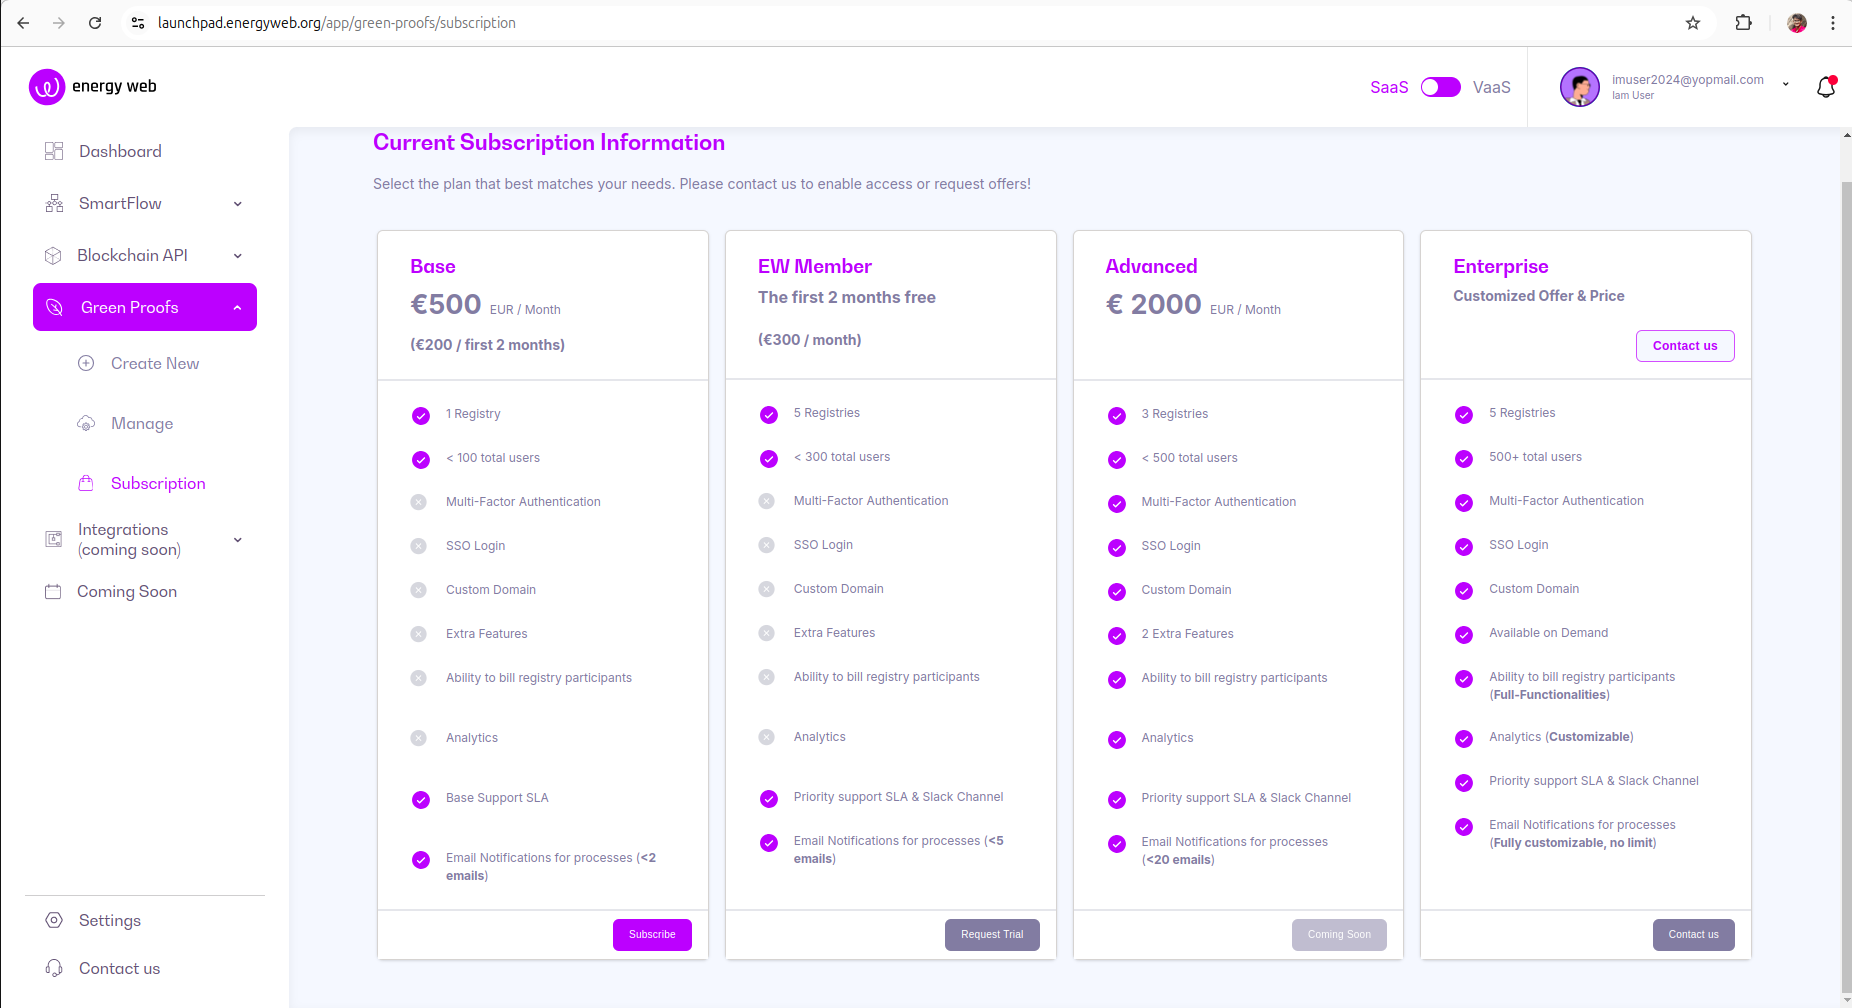 launchpad.energyweb.org/app/green-proofs/subscription
energy web
SaaS
VaaS
imuser2024@yopmail.com
Iam User
Dashboard
SmartFlow
Blockchain API
Green Proofs
Create New
Manage
Subscription
Integrations
(coming soon)
Coming Soon
Settings
Contact us
Current Subscription Information
Select the plan that best matches your needs. Please contact us to enable access or request offers!
Base
€500 EUR / Month
(€200 / first 2 months)
1 Registry
< 100 total users
Multi-Factor Authentication
SSO Login
Custom Domain
Extra Features
Ability to bill registry participants
Analytics
Base Support SLA
Email Notifications for processes (<2
emails)
Subscribe
EW Member
The first 2 months free
(€300 / month)
5 Registries
< 300 total users
Multi-Factor Authentication
SSO Login
Custom Domain
Extra Features
Ability to bill registry participants
Analytics
Priority support SLA & Slack Channel
Email Notifications for processes (<5
emails)
Request Trial
Advanced
€ 2000 EUR / Month
3 Registries
< 500 total users
Multi-Factor Authentication
SSO Login
Custom Domain
2 Extra Features
Ability to bill registry participants
Analytics
Priority support SLA & Slack Channel
Email Notifications for processes
(<20 emails)
Coming Soon
Enterprise
Customized Offer & Price
Contact us
5 Registries
500+ total users
Multi-Factor Authentication
SSO Login
Custom Domain
Available on Demand
Ability to bill registry participants
(Full-Functionalities)
Analytics (Customizable)
Priority support SLA & Slack Channel
Email Notifications for processes
(Fully customizable, no limit)
Contact us